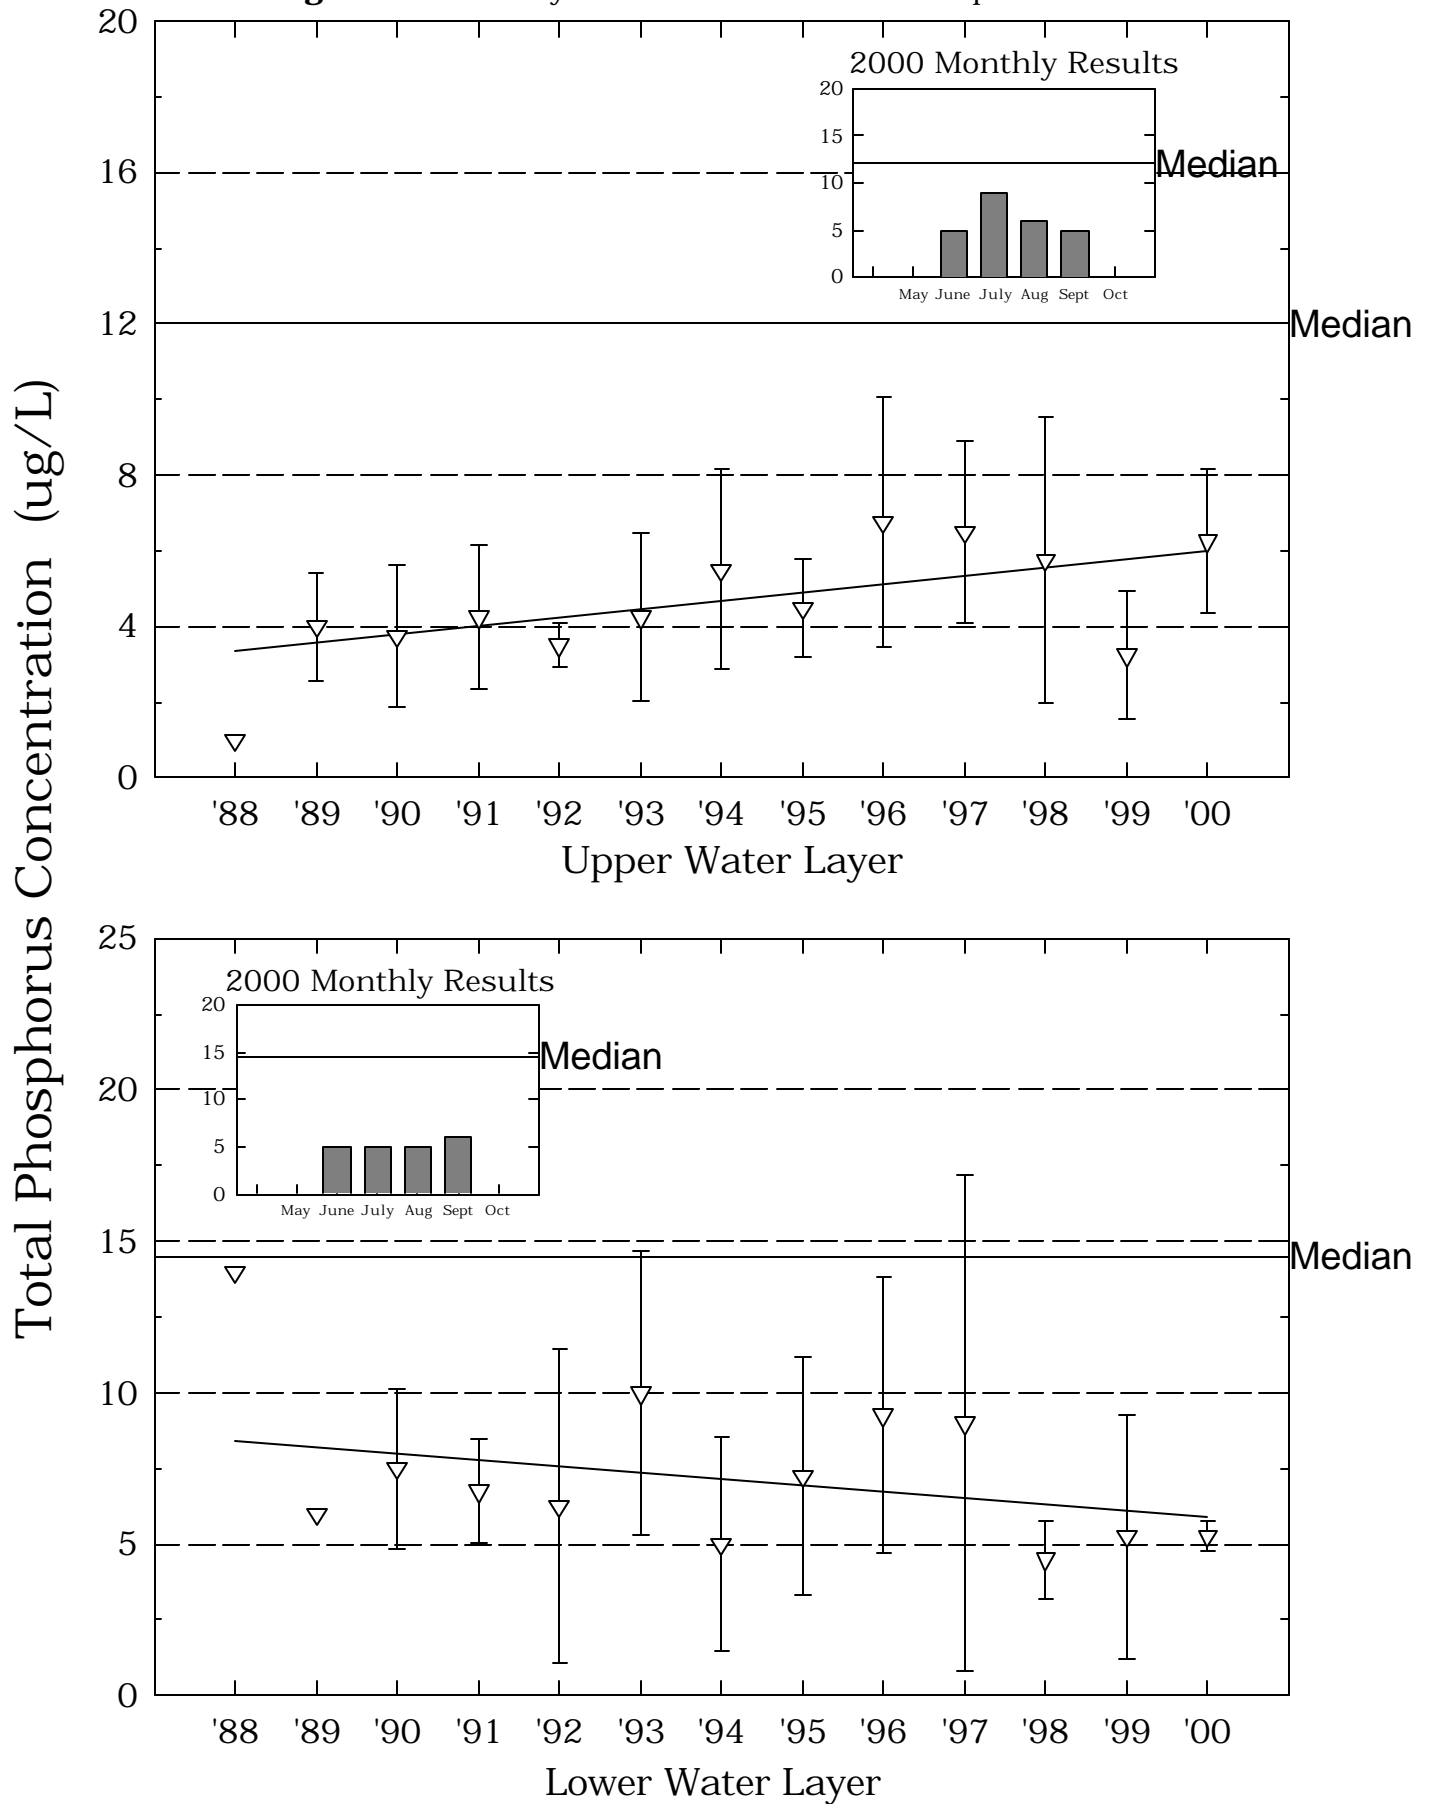 20
2000 Monthly Results
20
15
Median
16
10
5
0
May June July Aug Sept Oct
12
Median
Total Phosphorus Concentration (ug/L)
8
4
0
'88 '89 '90 '91 '92 '93 '94 '95 '96 '97 '98 '99 '00
Upper Water Layer
25
2000 Monthly Results
20
15
Median
20
10
5
0
May June July Aug Sept Oct
15
Median
10
5
0
'88 '89 '90 '91 '92 '93 '94 '95 '96 '97 '98 '99 '00
Lower Water Layer